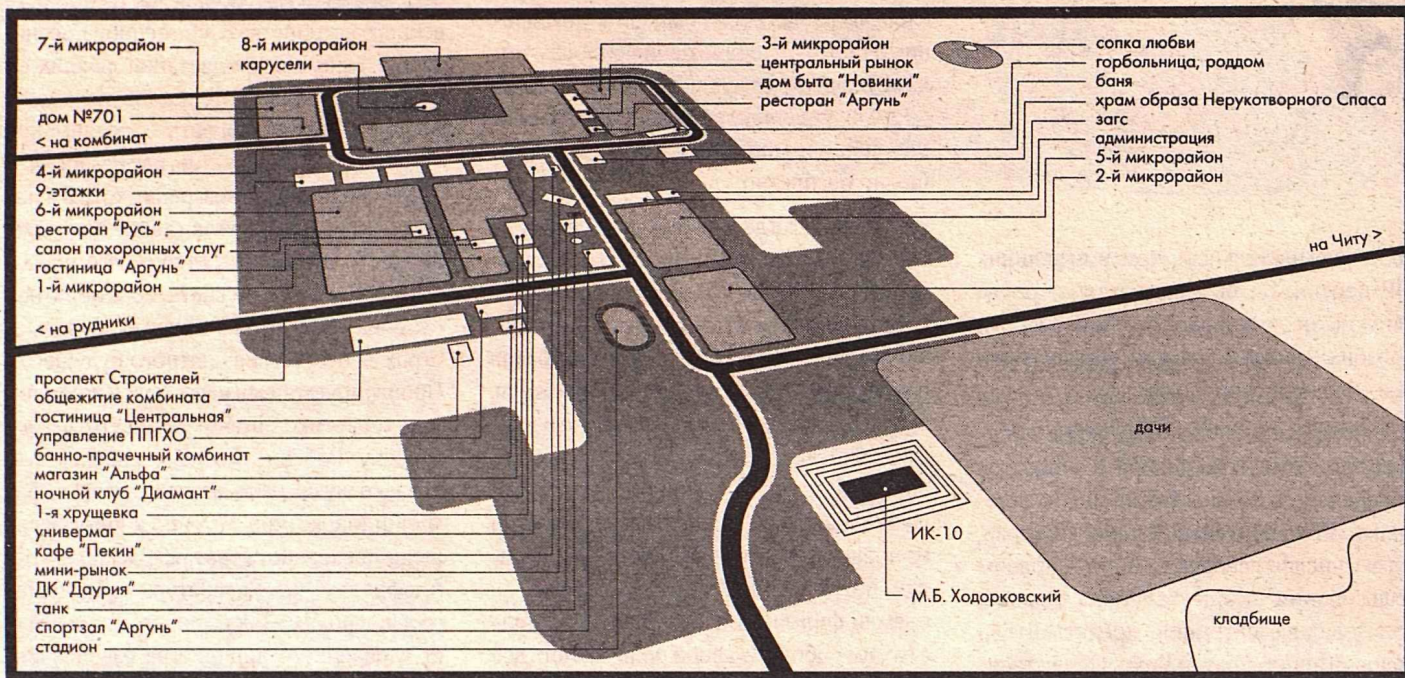 7-й микрорайон
дом №701
< на комбинат
4-й микрорайон
9-этажки
6-й микрорайон
ресторан "Русь"
салон похоронных услуг
гостиница "Аргунь"
1-й микрорайон
< на рудники
проспект Строителей
общежитие комбината
гостиница "Центральная"
управление ППГХО
банно-прачечный комбинат
магазин "Альфа"
ночной клуб "Диамант"
1-я хрущевка
универмаг
кафе "Пекин"
мини-рынок
ДК "Даурия"
танк
спортзал "Аргунь"
стадион
8-й микрорайон
карусели
3-й микрорайон
центральный рынок
дом быта "Новинки"
ресторан "Аргунь"
сопка любви
горбольница, роддом
баня
храм образа Нерукотворного Спаса
загс
администрация
5-й микрорайон
2-й микрорайон
на Читу >
дачи
ИК-10
М.Б. Ходорковский
кладбище